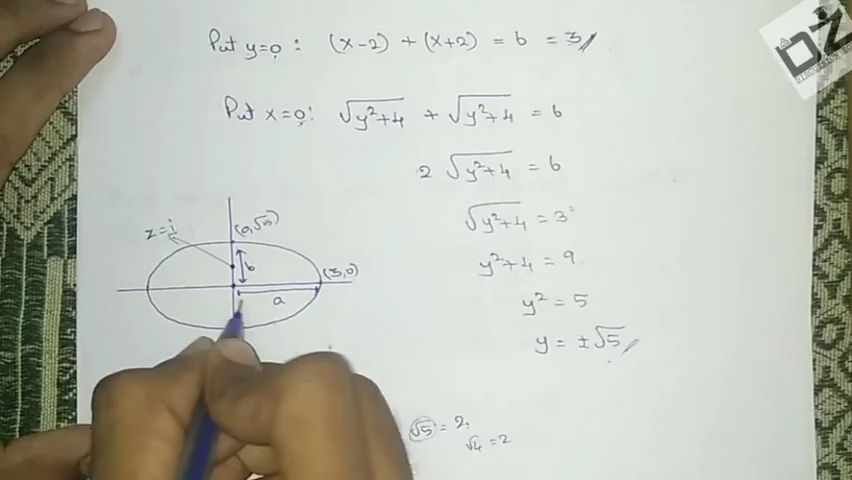 Put y=0 : (x-2) + (x+2) = 6 = 3
Put x=0: √y²+4 + √y²+4 = 6
2 √y²+4 = 6
√y²+4 = 3
y²+4 = 9
y² = 5
y = ±√5
z=i
(0,√5)
b
(3,0)
a
√5 = 2.
√4 = 2
DZ